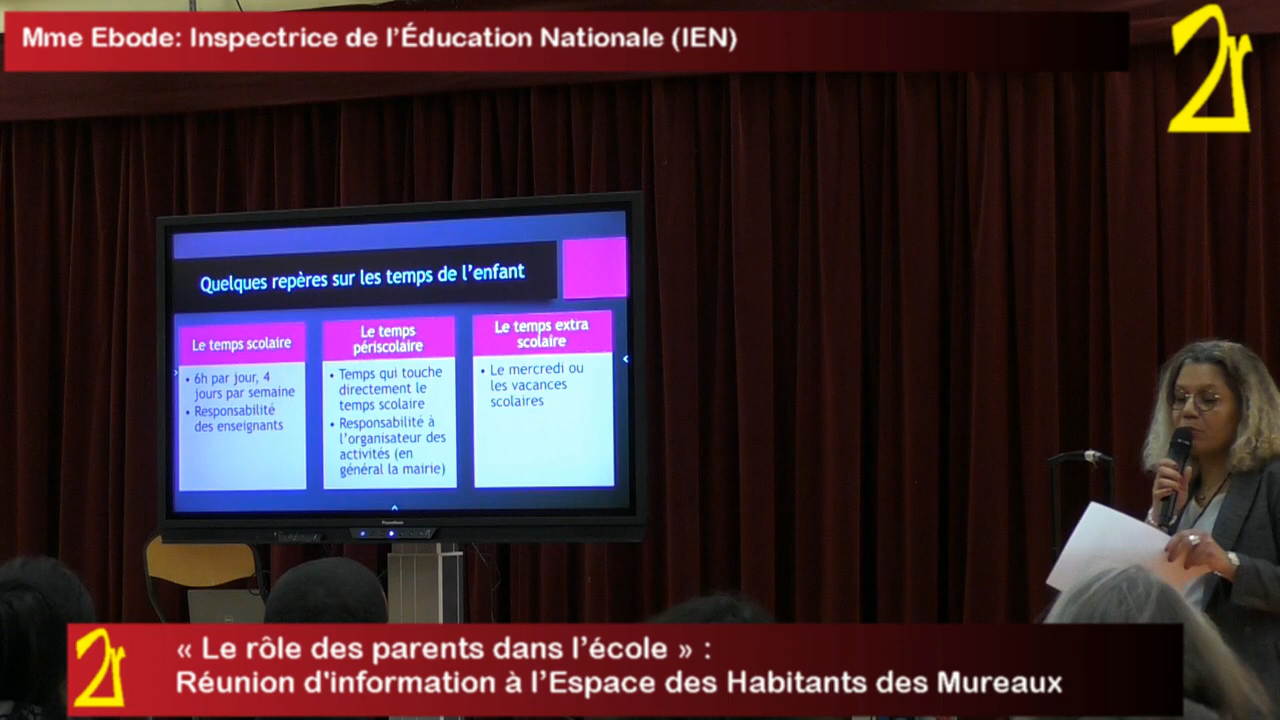 Mme Ebode: Inspectrice de l’Éducation Nationale (IEN)
2r
Quelques repères sur les temps de l’enfant
Le temps scolaire
• 6h par jour, 4
jours par semaine
• Responsabilité
des enseignants
Le temps
périscolaire
• Temps qui touche
directement le
temps scolaire
• Responsabilité à
l’organisateur des
activités (en
général la mairie)
Le temps extra
scolaire
• Le mercredi ou
les vacances
scolaires
2r
« Le rôle des parents dans l’école » :
Réunion d'information à l’Espace des Habitants des Mureaux